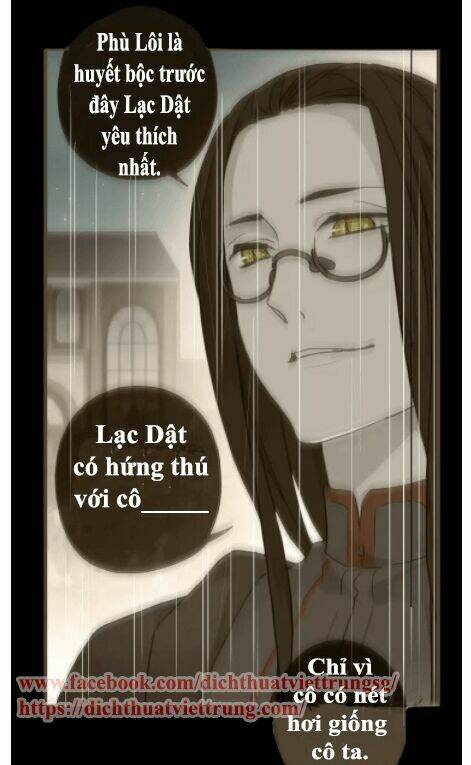 Phù Lôi là
huyết bộc trước
đây Lạc Dật
yêu thích
nhất.
Lạc Dật
có hứng thú
với cô______
www.facebook.com/dichthuatviettrungsg/
https://dichthuatviettrung.com/
Chỉ vì
cô có nét
hơi giống
cô ta.